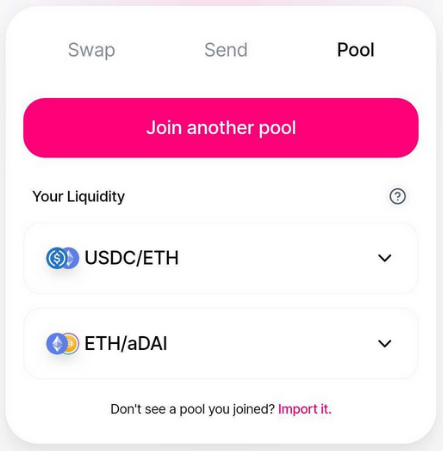 Swap Send Pool
Join another pool
Your Liquidity ?
USDC/ETH
ETH/aDAI
Don't see a pool you joined? Import it.